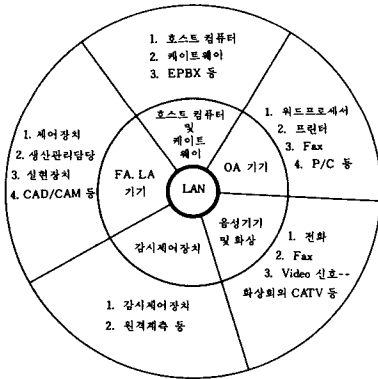 1. 호스트 컴퓨터
2. 케이트웨이
3. EPBX 등
호스트 컴퓨터
및
케이트
웨이
1. 워드프로세서
2. 프린터
3. Fax
4. P/C 등
OA 기기
1. 제어장치
2. 생산관리담당
3. 실현장치
4. CAD/CAM 등
FA. LA
기기
LAN
음성기기
및 화상
1. 전화
2. Fax
3. Video 신호--
화상회의 CATV 등
감시제어장치
1. 감시제어장치
2. 원격제측 등